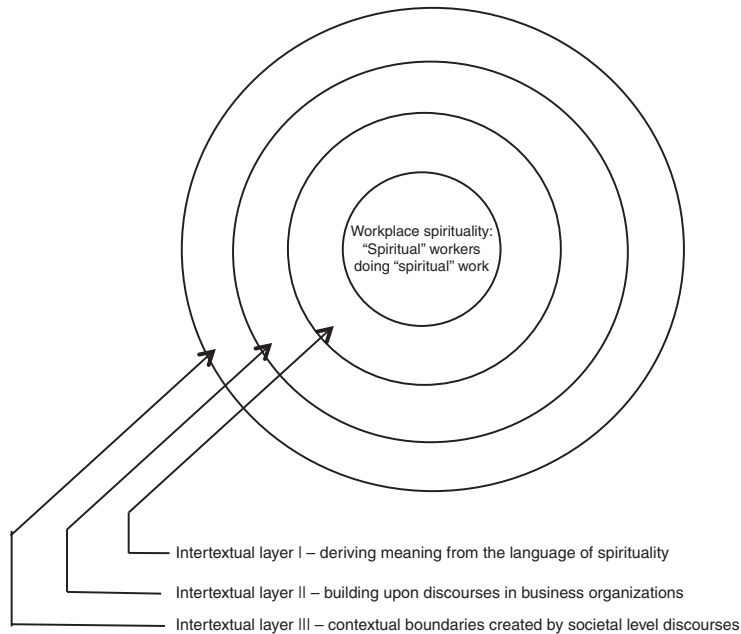 Workplace spirituality:
“Spiritual” workers
doing “spiritual” work
Intertextual layer I – deriving meaning from the language of spirituality
Intertextual layer II – building upon discourses in business organizations
Intertextual layer III – contextual boundaries created by societal level discourses